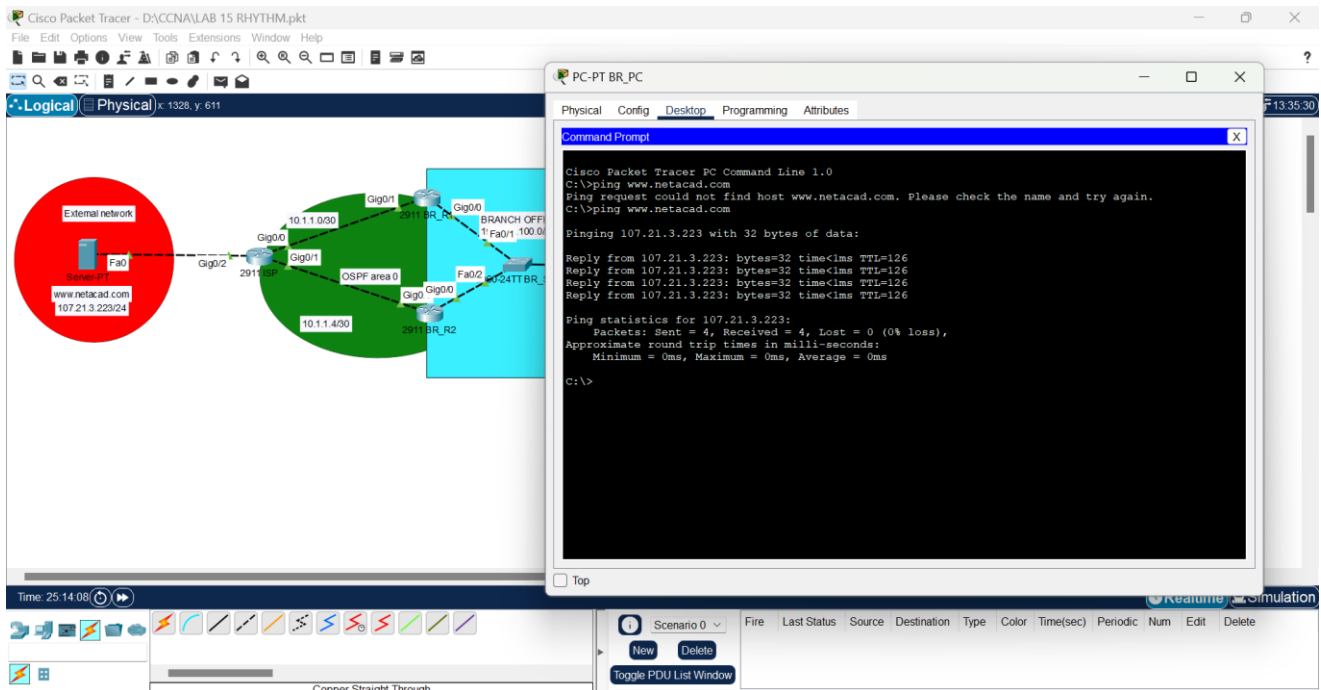 Cisco Packet Tracer - D:\CCNA\LAB 15 RHYTHM.pkt
File Edit Options View Tools Extensions Window Help
?
Logical Physical x: 1328, y: 611
13:35:30
PC-PT BR_PC
Physical Config Desktop Programming Attributes
Command Prompt
X
Cisco Packet Tracer PC Command Line 1.0
C:\>ping www.netacad.com
Ping request could not find host www.netacad.com. Please check the name and try again.
C:\>ping www.netacad.com
Pinging 107.21.3.223 with 32 bytes of data:
Reply from 107.21.3.223: bytes=32 time<1ms TTL=126
Reply from 107.21.3.223: bytes=32 time<1ms TTL=126
Reply from 107.21.3.223: bytes=32 time<1ms TTL=126
Reply from 107.21.3.223: bytes=32 time<1ms TTL=126
Ping statistics for 107.21.3.223:
Packets: Sent = 4, Received = 4, Lost = 0 (0% loss),
Approximate round trip times in milli-seconds:
Minimum = 0ms, Maximum = 0ms, Average = 0ms
C:\>
Top
External network
Fa0
Server-PT
www.netacad.com
107.21.3.223/24
Gig0/2
Gig0/0
2911 ISP
Gig0/1
10.1.1.0/30
Gig0/1
2911 BR_R1
Gig0/0
BRANCH OFFI
Fa0/1
.100.0/
OSPF area 0
Fa0/2
-24TT BR_
Gig0
Gig0/0
10.1.1.4/30
2911 BR_R2
Time: 25:14:08
Realtime Simulation
Scenario 0
New Delete
Toggle PDU List Window
Fire Last Status Source Destination Type Color Time(sec) Periodic Num Edit Delete
Copper Straight Through